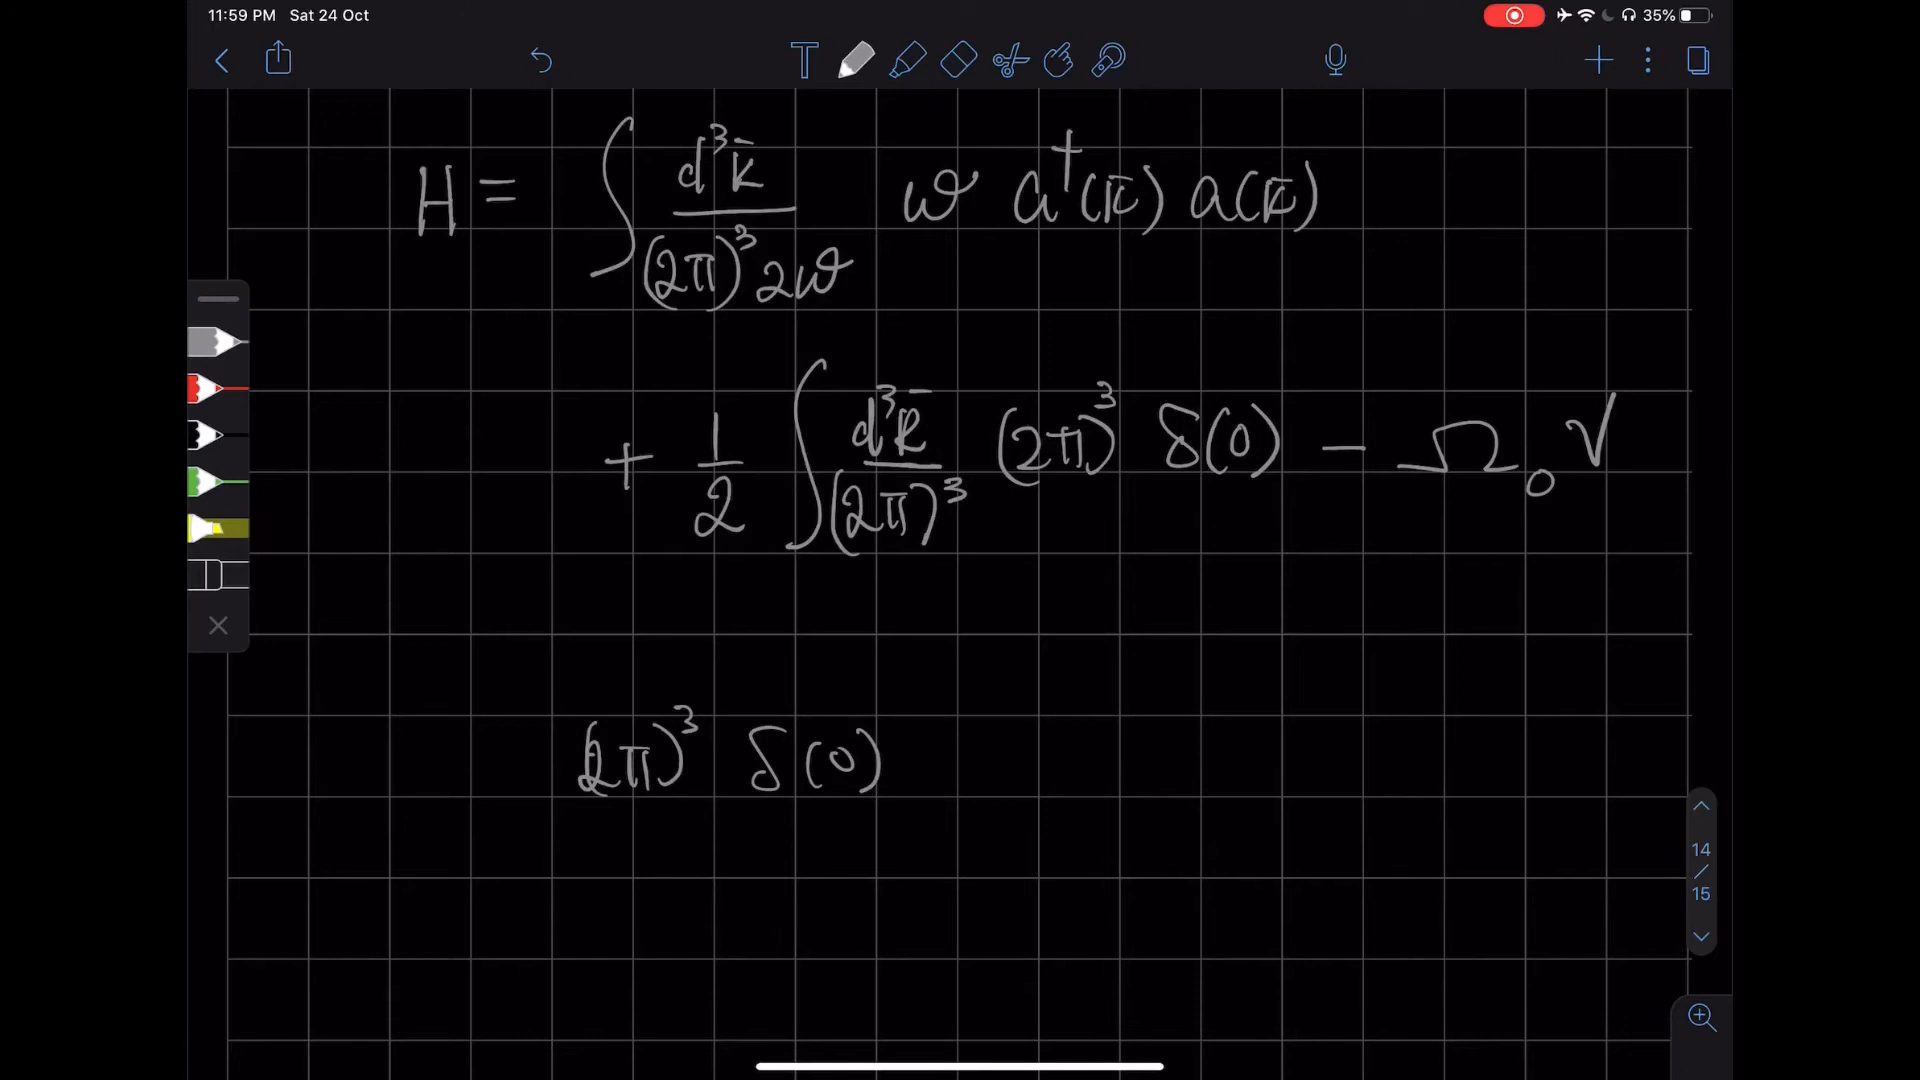 11:59 PM Sat 24 Oct 35%
H = ∫ d³k̄ / (2π)³2ω ω a†(k̄) a(k̄)
+ 1/2 ∫ d³k̄ / (2π)³ (2π)³ δ(0) − Ω₀ V
(2π)³ δ(0)
14
/
15